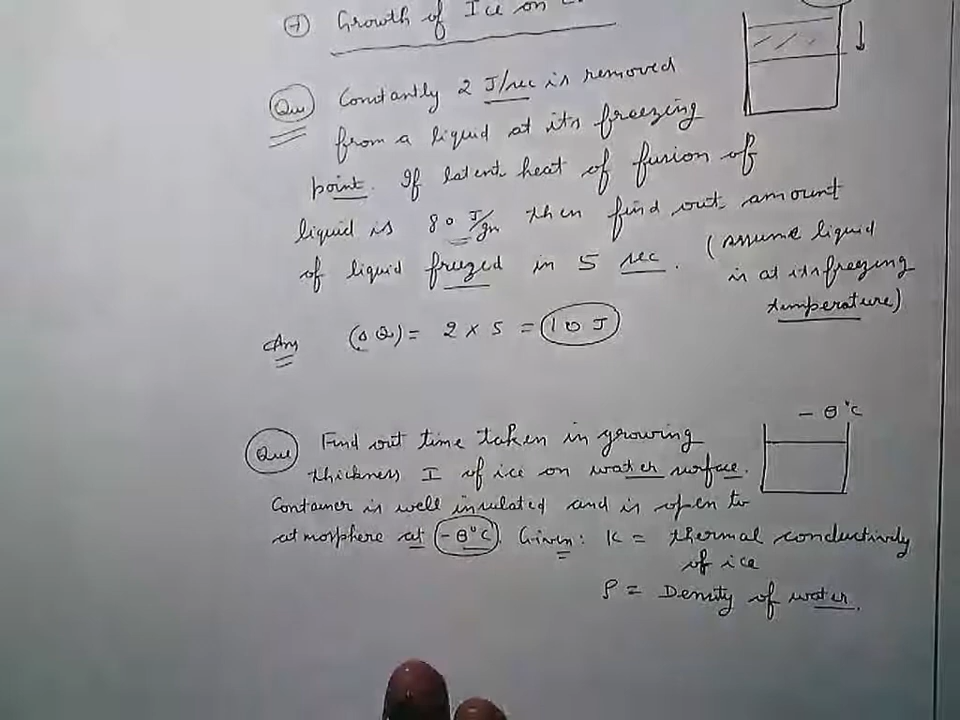 7 Growth of Ice on
Que Constantly 2 J/sec is removed
from a liquid at its freezing
point. If latent heat of fusion of
liquid is 80 J/gm then find out amount
of liquid freezed in 5 sec. (Assume liquid
is at its freezing
temperature)
Ans (ΔQ) = 2 × 5 = 10 J
- θ°C
Que Find out time taken in growing
thickness I of ice on water surface.
Container is well insulated and is open to
atmosphere at -θ°C. Given: K = thermal conductivity
of ice
ρ = Density of water.